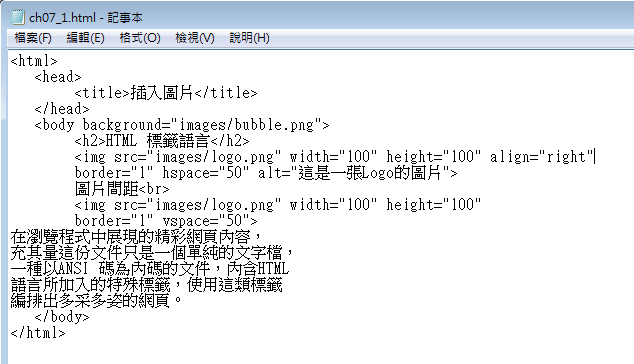 ch07_1.html - 記事本
檔案(F) 編輯(E) 格式(O) 檢視(V) 說明(H)
<html>
<head>
<title>插入圖片</title>
</head>
<body background="images/bubble.png">
<h2>HTML 標籤語言</h2>
<img src="images/logo.png" width="100" height="100" align="right"
border="1" hspace="50" alt="這是一張Logo的圖片">
圖片間距<br>
<img src="images/logo.png" width="100" height="100"
border="1" vspace="50">
在瀏覽程式中展現的精彩網頁內容，
充其量這份文件只是一個單純的文字檔，
一種以ANSI 碼為內碼的文件，內含HTML
語言所加入的特殊標籤，使用這類標籤
編排出多采多姿的網頁。
</body>
</html>